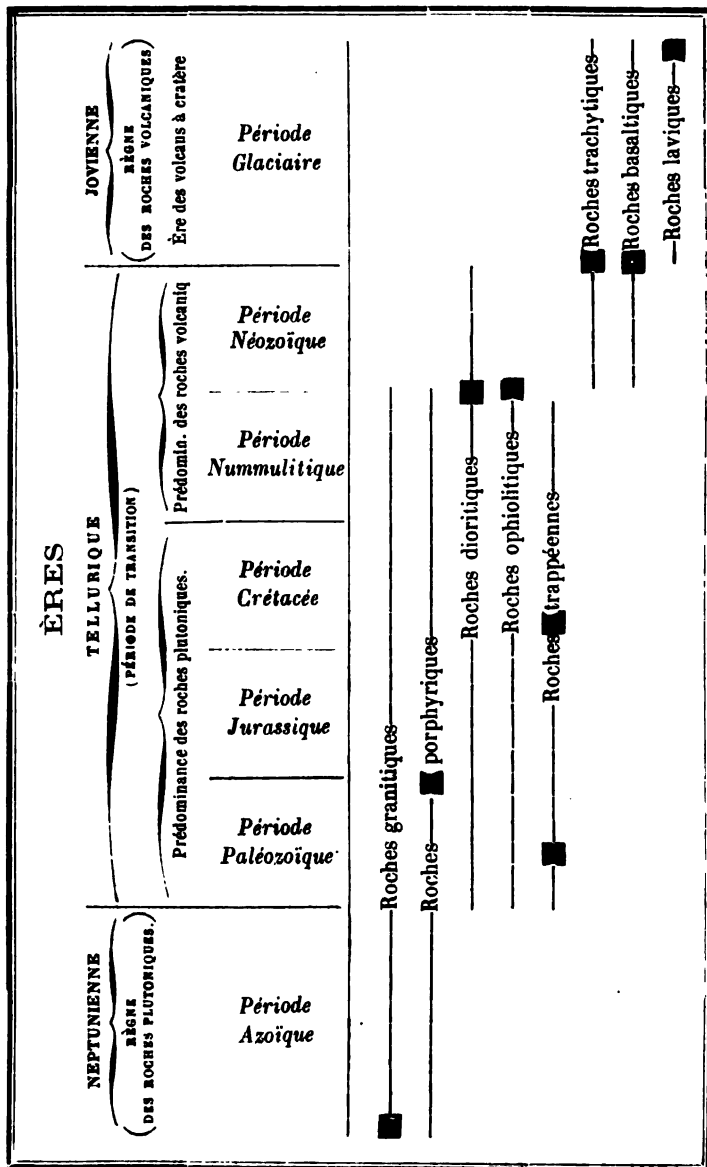 ÈRES
NEPTUNIENNE
RÈGNE
(DES ROCHES PLUTONIQUES.)
TELLURIQUE
(PÉRIODE DE TRANSITION)
Prédominance des roches plutoniques.
Prédomin. des roches volcaniq
JOVIENNE
RÈGNE
(DES ROCHES VOLCANIQUES)
Ère des volcans à cratère
Période
Azoïque
Période
Paléozoïque
Période
Jurassique
Période
Crétacée
Période
Nummulitique
Période
Néozoïque
Période
Glaciaire
Roches granitiques
Roches porphyriques
Roches dioritiques
Roches ophiolitiques
Roches trappéennes
Roches trachytiques
Roches basaltiques
Roches laviques